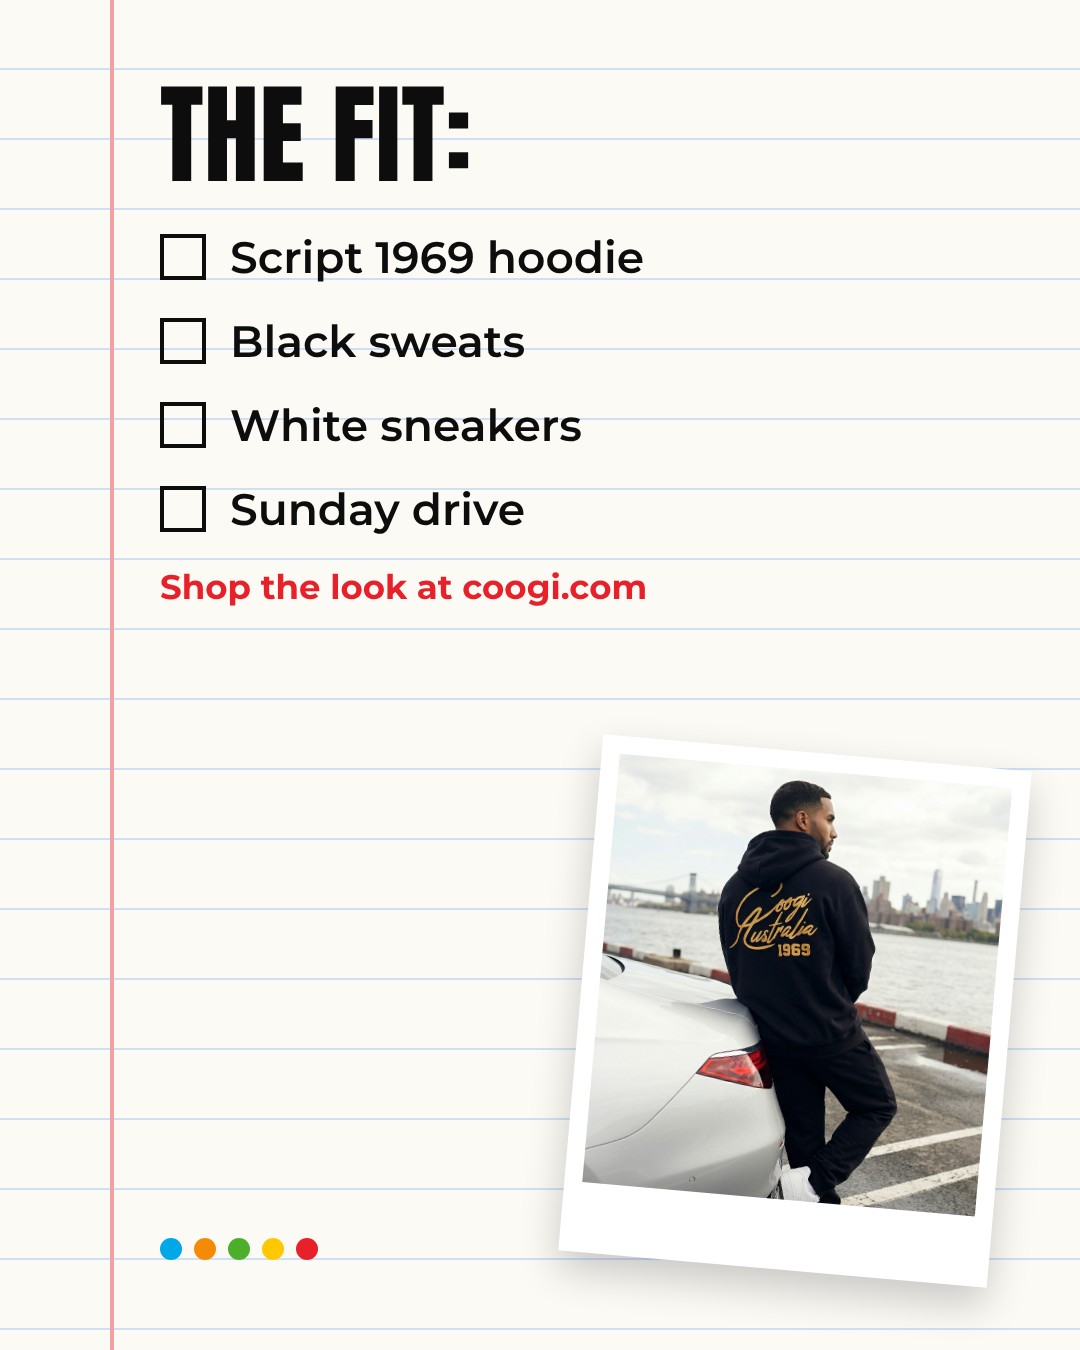 THE FIT:
Script 1969 hoodie
Black sweats
White sneakers
Sunday drive
Shop the look at coogi.com
Coogi
Australia
1969